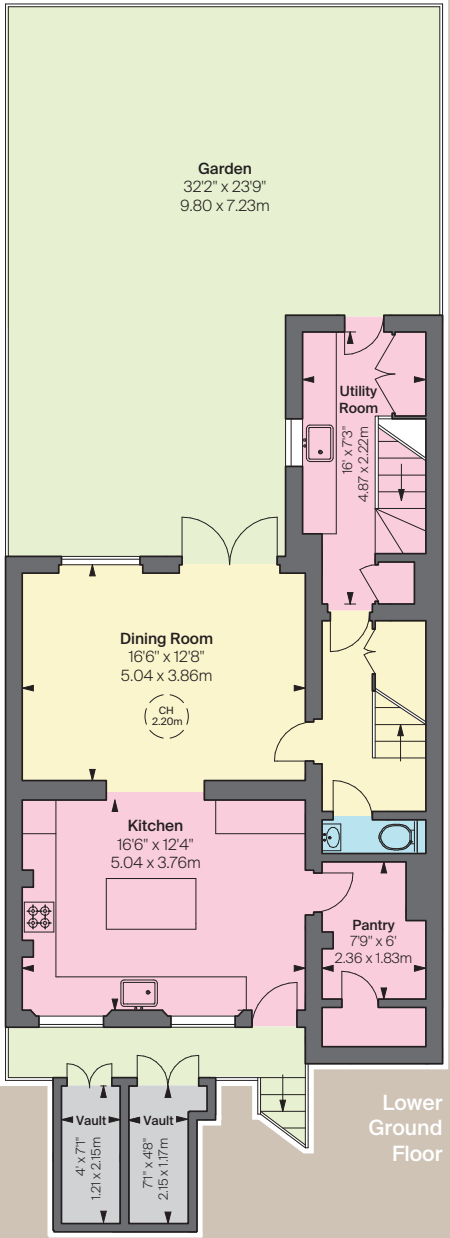 Garden
32'2" x 23'9"
9.80 x 7.23m
Utility
Room
16' x 7'3"
4.87 x 2.22m
Dining Room
16'6" x 12'8"
5.04 x 3.86m
CH
2.20m
Kitchen
16'6" x 12'4"
5.04 x 3.76m
Pantry
7'9" x 6'
2.36 x 1.83m
Vault
4' x 7'1"
1.21 x 2.15m
Vault
7'1" x 4'8"
2.15 x 1.17m
Lower
Ground
Floor